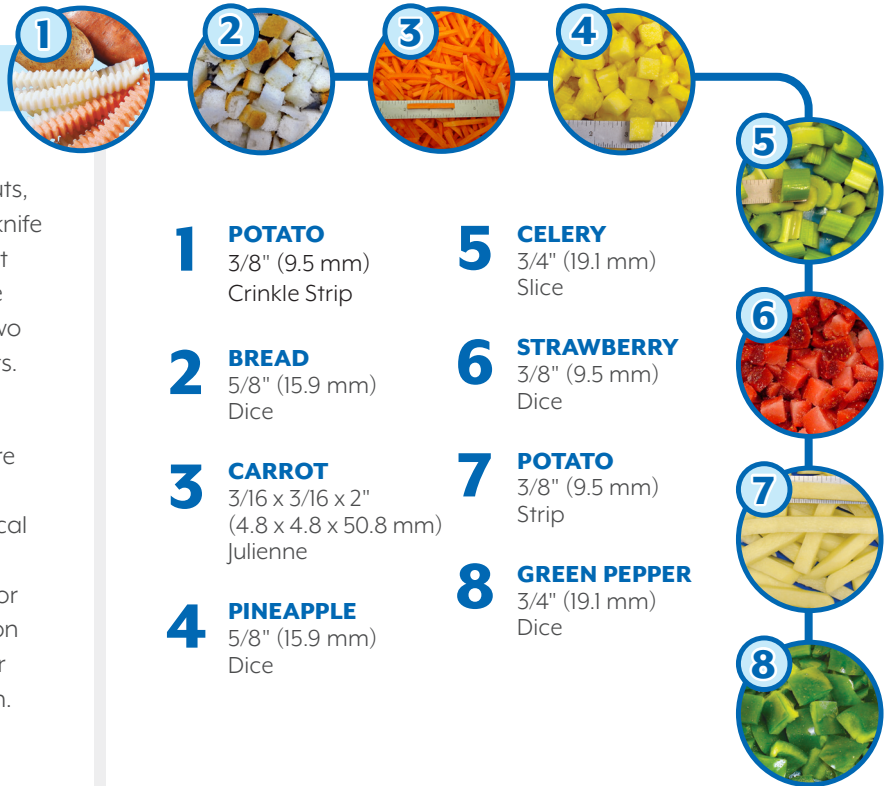 1
2
3
4
5
6
7
8
knife
wo
1
POTATO
3/8" (9.5 mm)
Crinkle Strip
2
BREAD
5/8" (15.9 mm)
Dice
3
CARROT
3/16 x 3/16 x 2"
(4.8 x 4.8 x 50.8 mm)
Julienne
4
PINEAPPLE
5/8" (15.9 mm)
Dice
5
CELERY
3/4" (19.1 mm)
Slice
6
STRAWBERRY
3/8" (9.5 mm)
Dice
7
POTATO
3/8" (9.5 mm)
Strip
8
GREEN PEPPER
3/4" (19.1 mm)
Dice